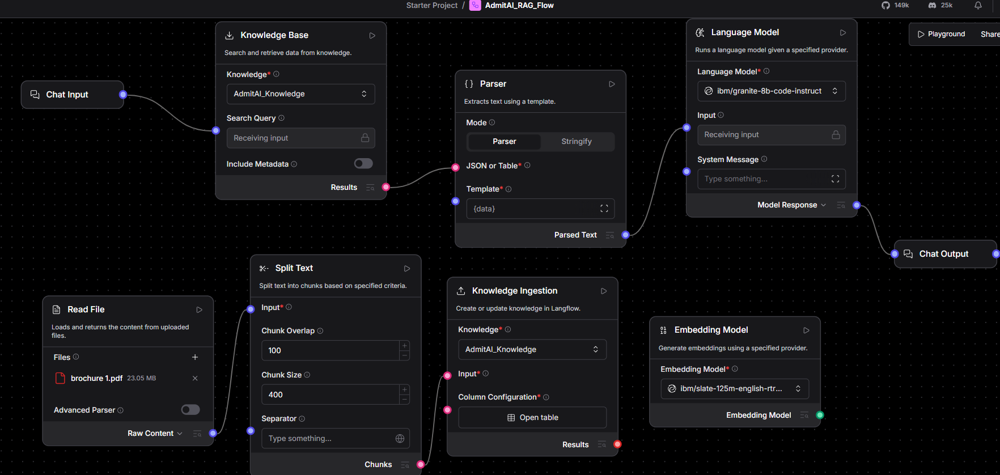 Starter Project / AdmitAI_RAG_Flow
149k
25k
Playground
Share
Chat Input
Knowledge Base
Search and retrieve data from knowledge.
Knowledge*
AdmitAI_Knowledge
Search Query
Receiving input
Include Metadata
Results
Parser
Extracts text using a template.
Mode
Parser
Stringify
JSON or Table*
Template*
{data}
Parsed Text
Language Model
Runs a language model given a specified provider.
Language Model*
ibm/granite-8b-code-instruct
Input
Receiving input
System Message
Type something...
Model Response
Chat Output
Read File
Loads and returns the content from uploaded
files.
Files
brochure 1.pdf 23.05 MB
Advanced Parser
Raw Content
Split Text
Split text into chunks based on specified criteria.
Input*
Chunk Overlap
100
Chunk Size
400
Separator
Type something...
Chunks
Knowledge Ingestion
Create or update knowledge in Langflow.
Knowledge*
AdmitAI_Knowledge
Input*
Column Configuration*
Open table
Results
Embedding Model
Generate embeddings using a specified provider.
Embedding Model*
ibm/slate-125m-english-rtr...
Embedding Model